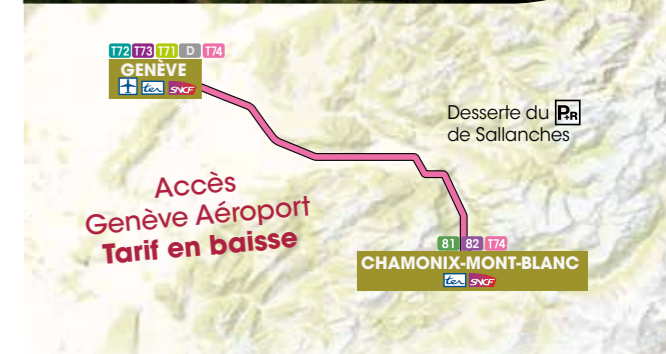 T72 T73 T71 D T74
GENÈVE
ter SNCF
Desserte du P+R
de Sallanches
Accès
Genève Aéroport
Tarif en baisse
81 82 T74
CHAMONIX-MONT-BLANC
ter SNCF